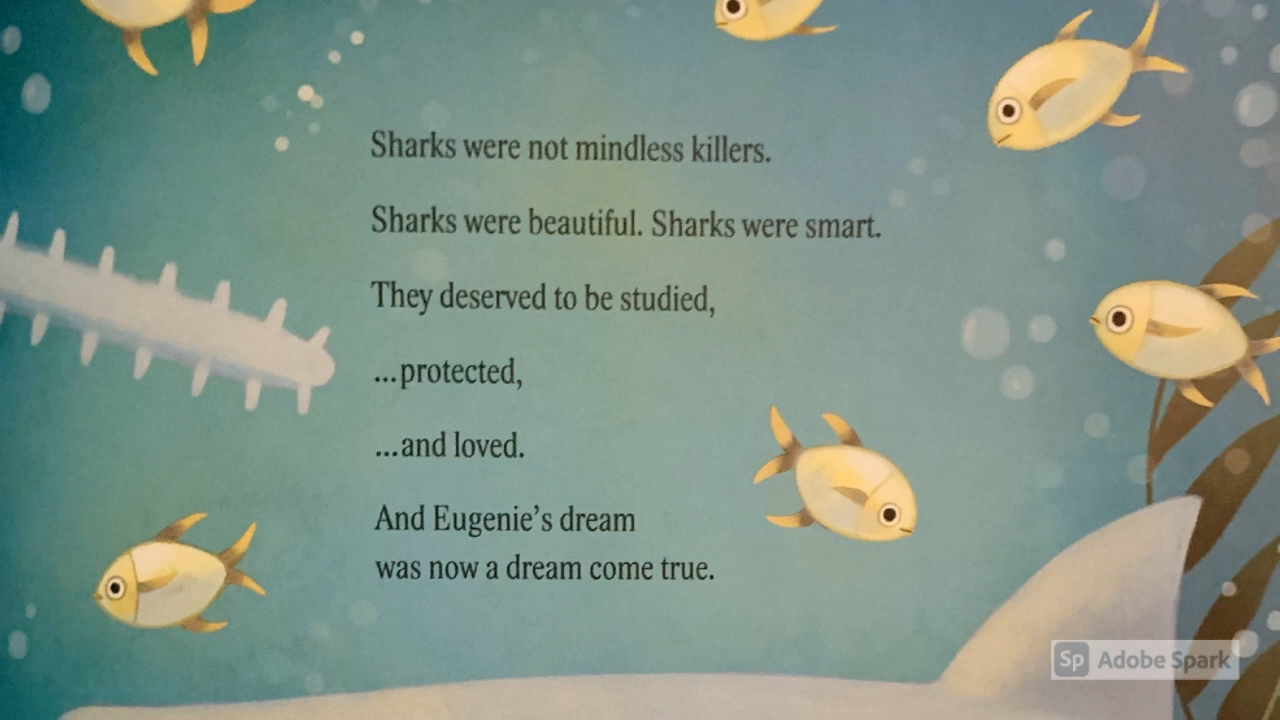 Sharks were not mindless killers.
Sharks were beautiful. Sharks were smart.
They deserved to be studied,
...protected,
...and loved.
And Eugenie’s dream
was now a dream come true.
Sp Adobe Spark